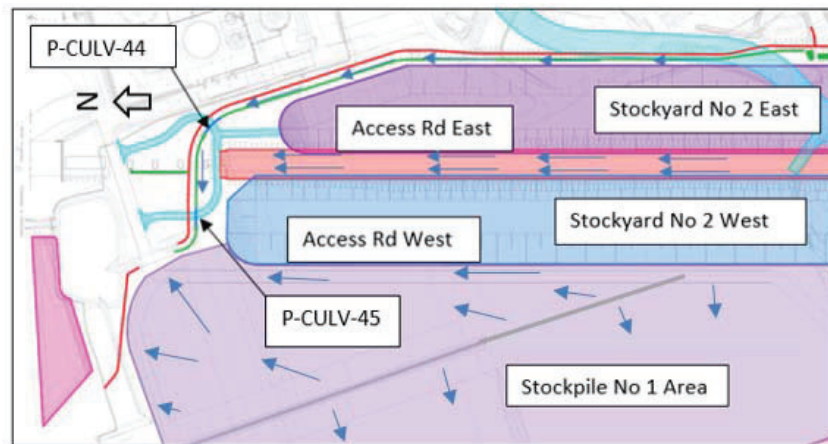 P-CULV-44
N
Access Rd East
Stockyard No 2 East
Stockyard No 2 West
Access Rd West
P-CULV-45
Stockpile No 1 Area